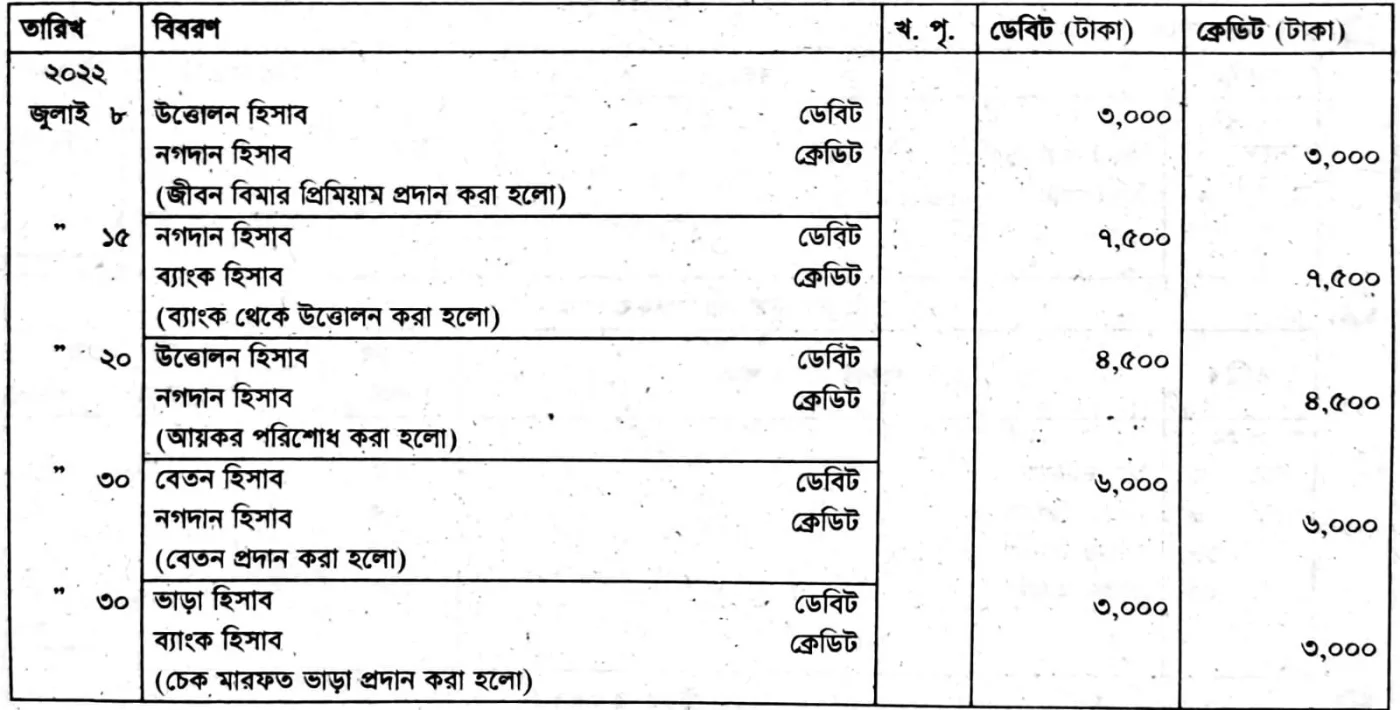 তারিখ বিবরণ খ. পৃ. ডেবিট (টাকা) ক্রেডিট (টাকা)
২০২২
জুলাই ৮ উত্তোলন হিসাব ডেবিট ৩,০০০
নগদান হিসাব ক্রেডিট ৩,০০০
(জীবন বিমার প্রিমিয়াম প্রদান করা হলো)
" ১৫ নগদান হিসাব ডেবিট ৭,৫০০
ব্যাংক হিসাব ক্রেডিট ৭,৫০০
(ব্যাংক থেকে উত্তোলন করা হলো)
" ২০ উত্তোলন হিসাব ডেবিট ৪,৫০০
নগদান হিসাব ক্রেডিট ৪,৫০০
(আয়কর পরিশোধ করা হলো)
" ৩০ বেতন হিসাব ডেবিট ৬,০০০
নগদান হিসাব ক্রেডিট ৬,০০০
(বেতন প্রদান করা হলো)
" ৩০ ভাড়া হিসাব ডেবিট ৩,০০০
ব্যাংক হিসাব ক্রেডিট ৩,০০০
(চেক মারফত ভাড়া প্রদান করা হলো)